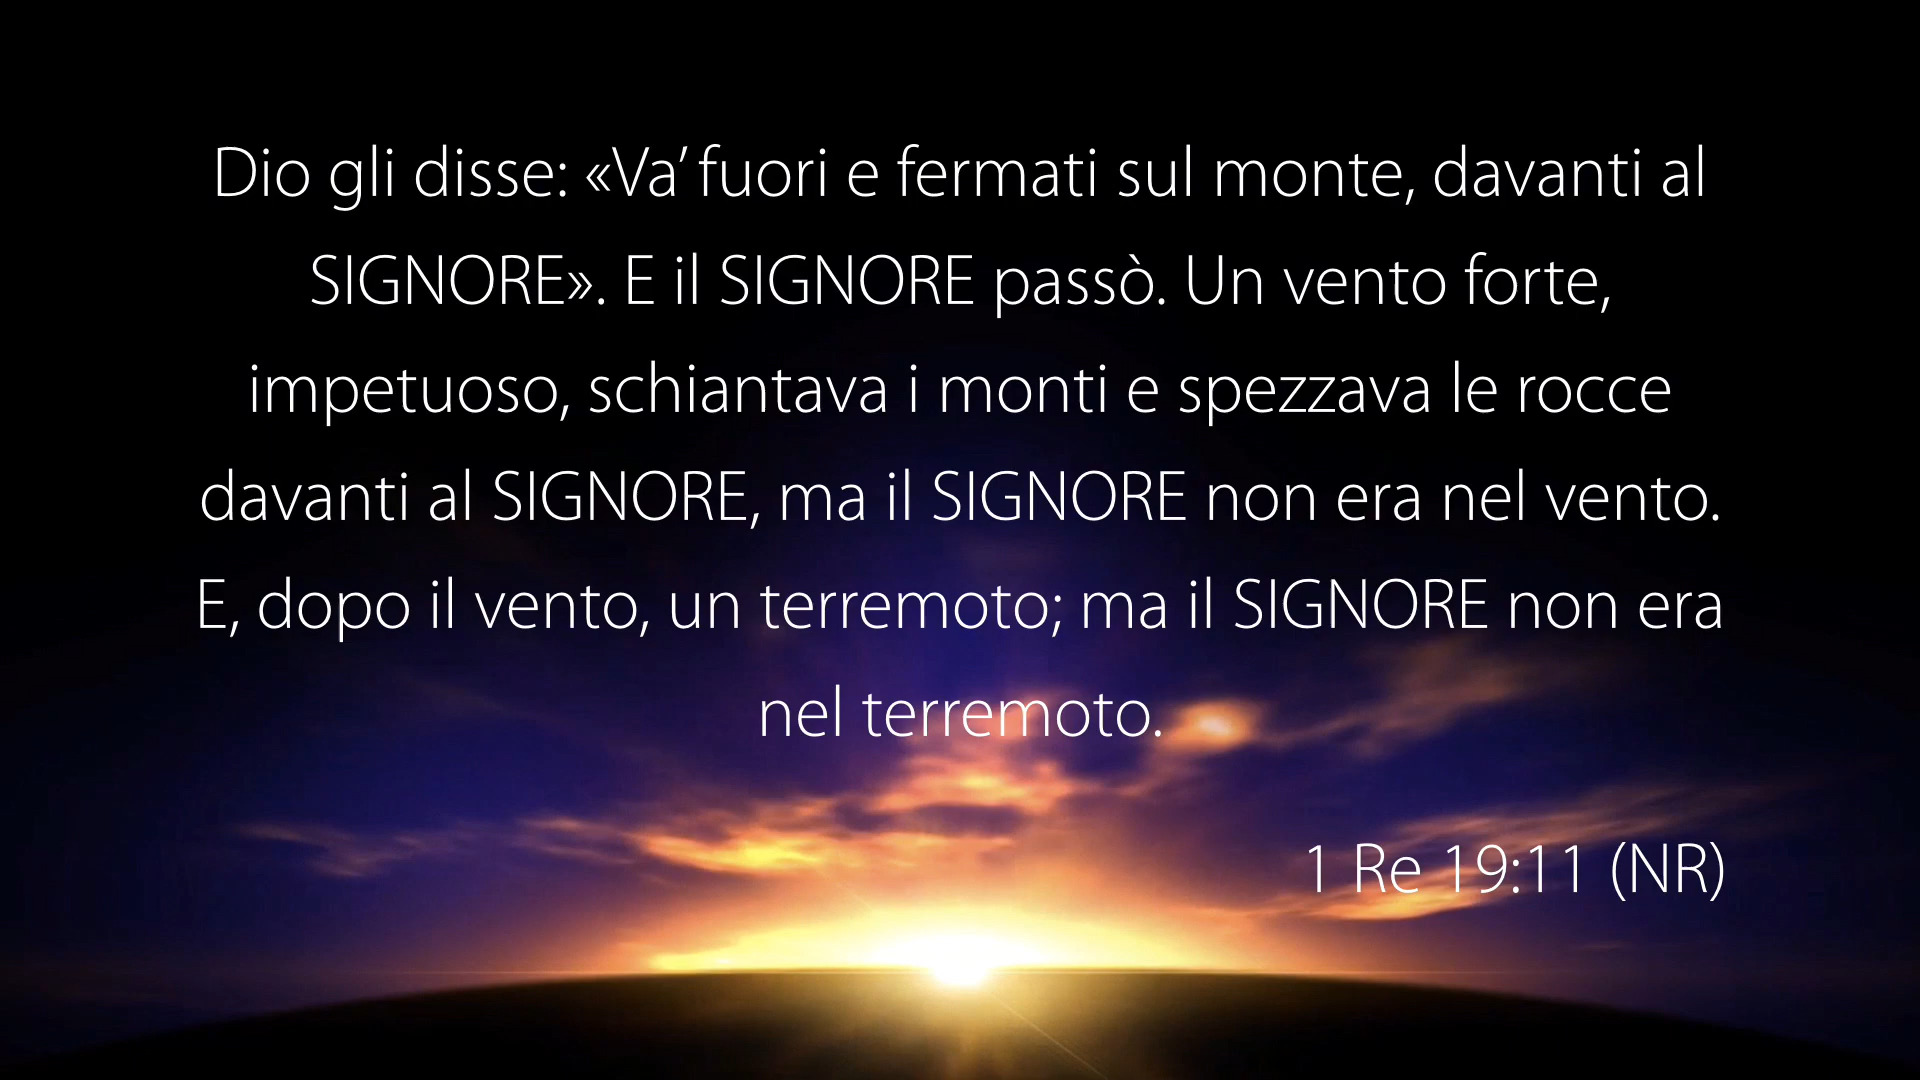 Dio gli disse: «Va’ fuori e fermati sul monte, davanti al
SIGNORE». E il SIGNORE passò. Un vento forte,
impetuoso, schiantava i monti e spezzava le rocce
davanti al SIGNORE, ma il SIGNORE non era nel vento.
E, dopo il vento, un terremoto; ma il SIGNORE non era
nel terremoto.
1 Re 19:11 (NR)